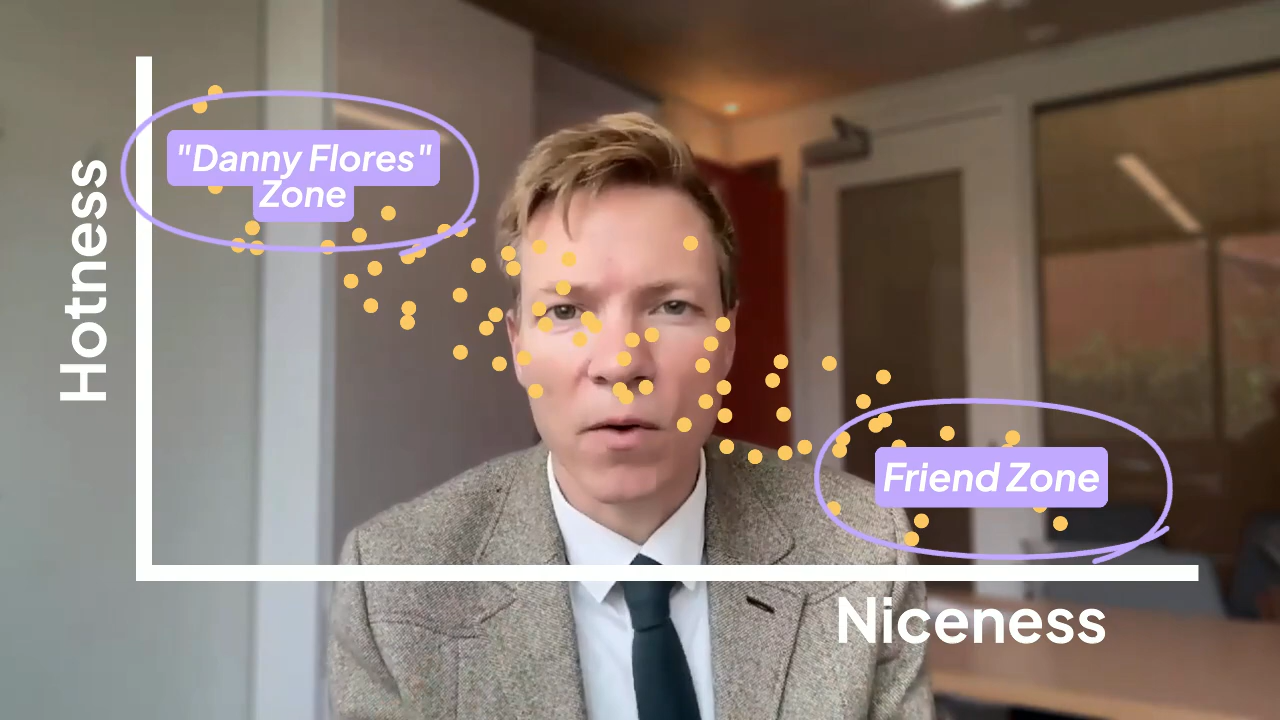 "Danny Flores"
Zone
Hotness
Friend Zone
Niceness